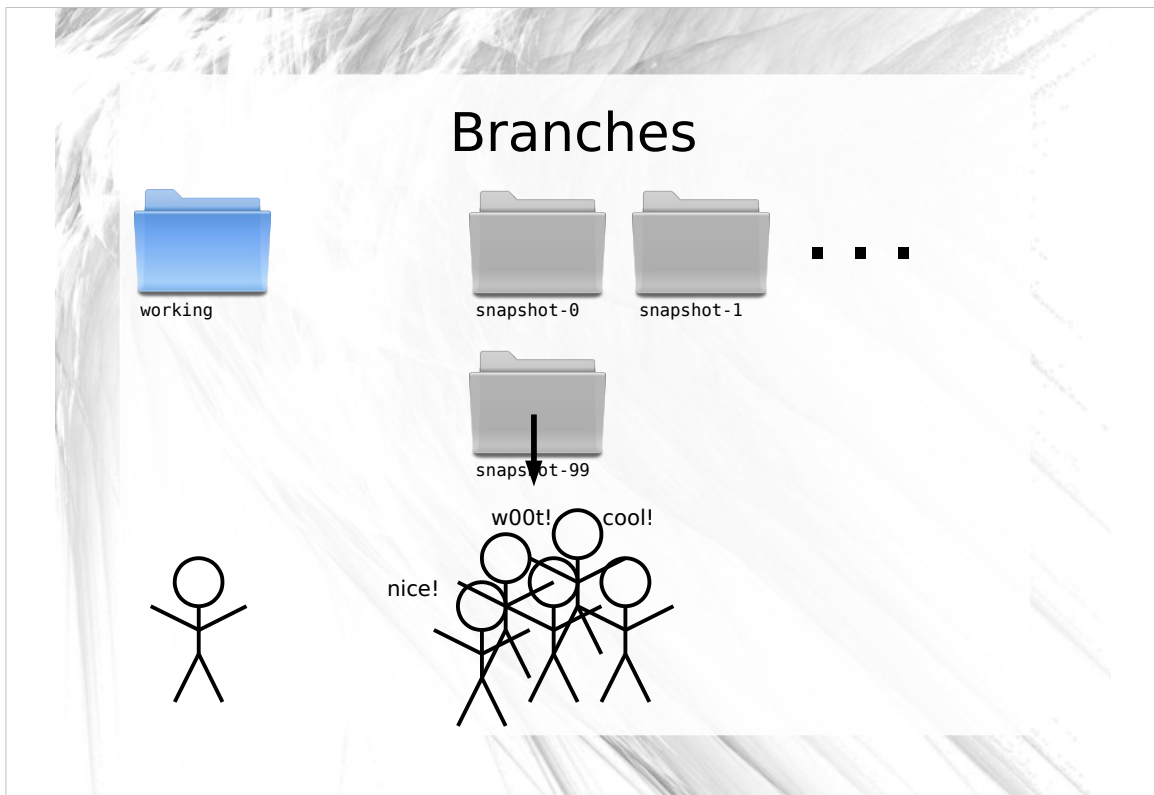 Branches
working
snapshot-0
snapshot-1
. . .
snapshot-99
w00t!
cool!
nice!